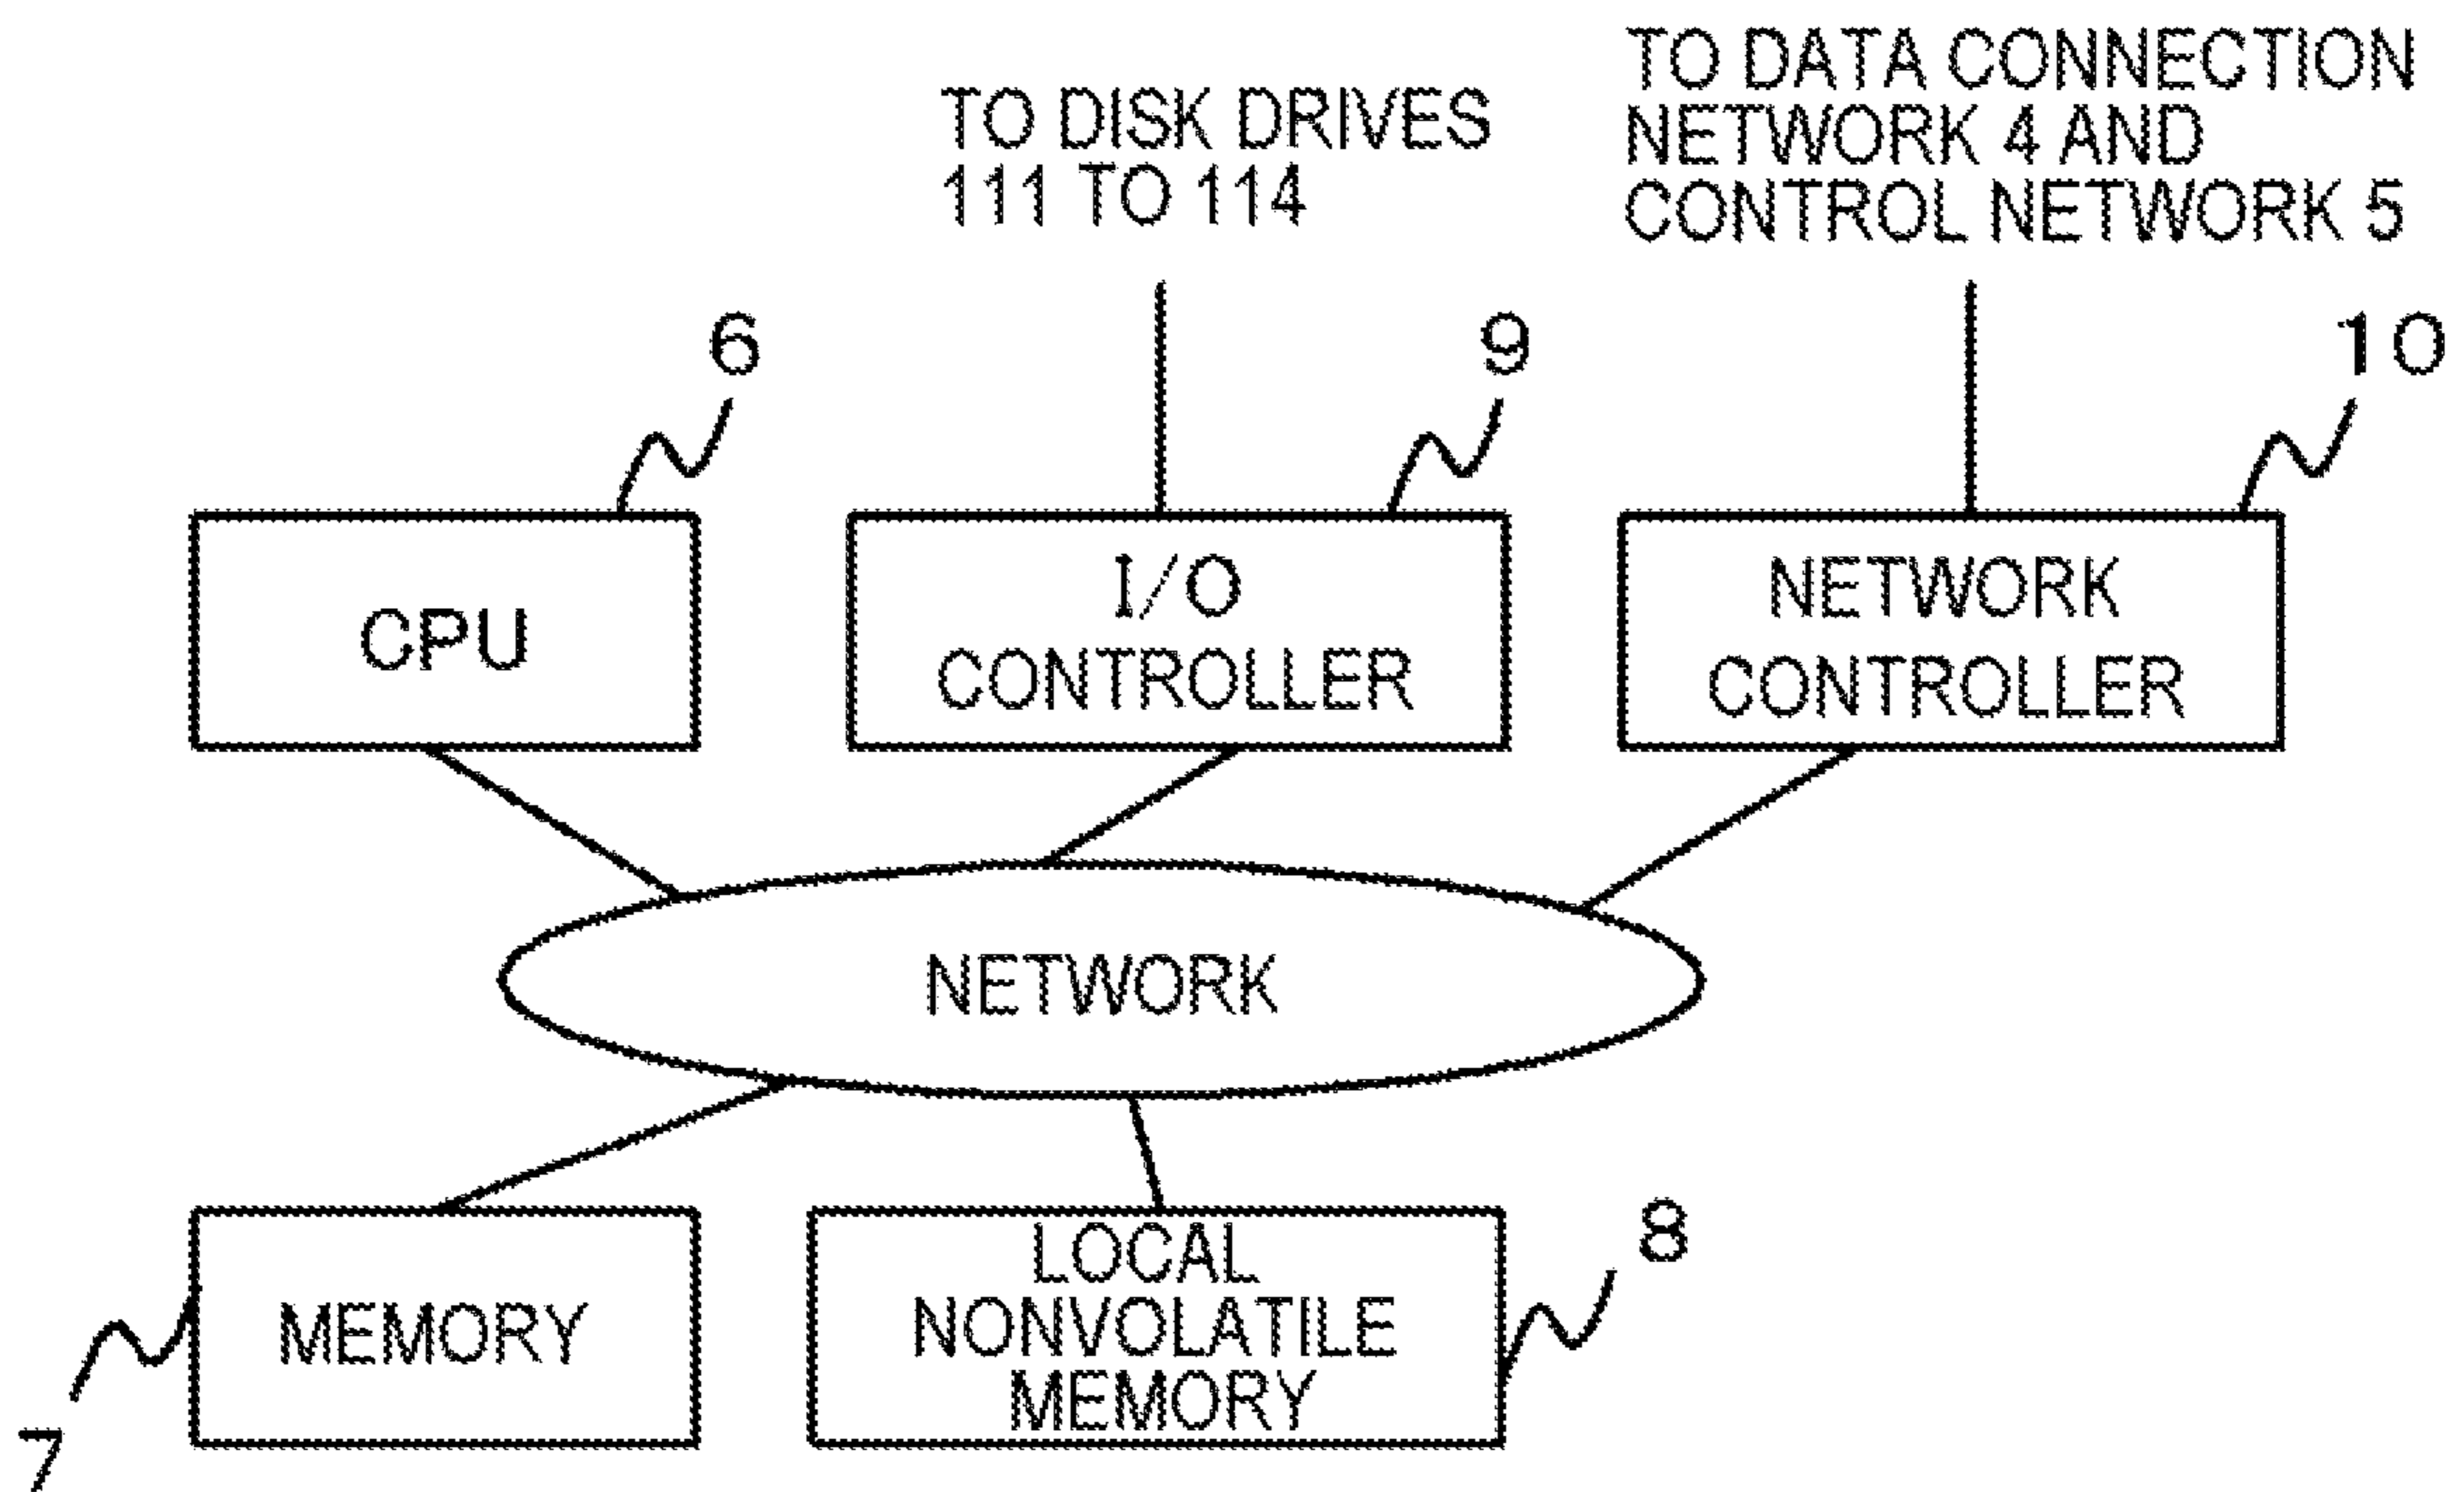 TO DATA CONNECTION
NETWORK 4 AND
CONTROL NETWORK 5
TO DISK DRIVES
111 TO 114
6
9
10
CPU
I/O
CONTROLLER
NETWORK
CONTROLLER
NETWORK
MEMORY
7
LOCAL
NONVOLATILE
MEMORY
8